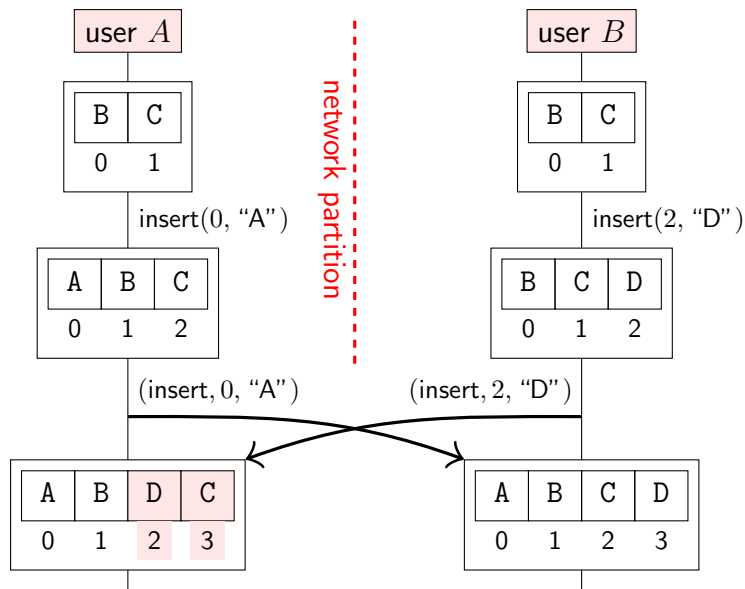 user A
user B
network partition
B C
0 1
B C
0 1
insert(0, “A”)
insert(2, “D”)
A B C
0 1 2
B C D
0 1 2
(insert, 0, “A”)
(insert, 2, “D”)
A B D C
0 1 2 3
A B C D
0 1 2 3